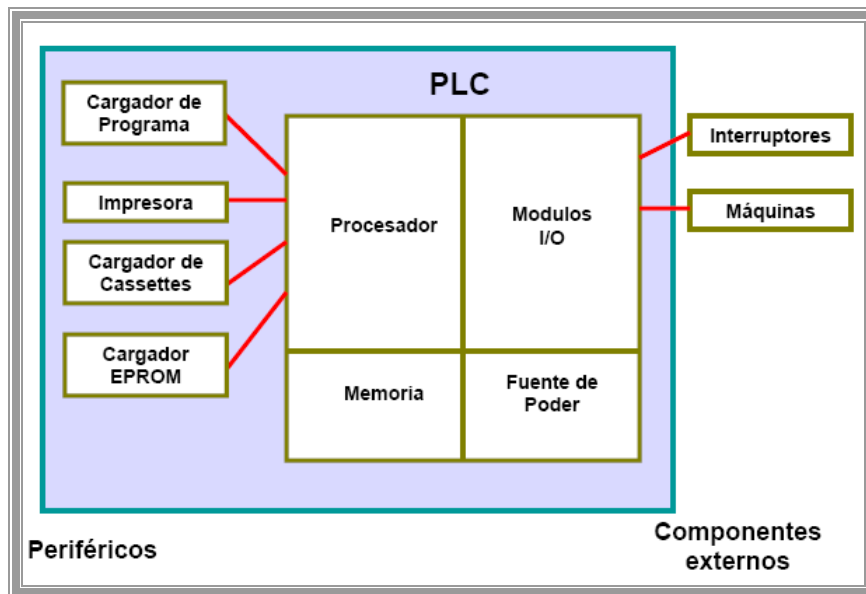 PLC
Cargador de
Programa
Impresora
Cargador de
Cassettes
Cargador
EPROM
Procesador
Modulos
I/O
Memoria
Fuente de
Poder
Interruptores
Máquinas
Periféricos
Componentes
externos